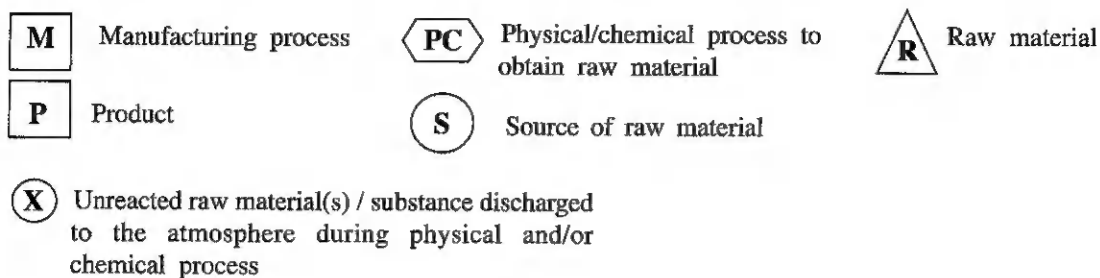 M Manufacturing process
PC Physical/chemical process to
obtain raw material
R Raw material
P Product
S Source of raw material
X Unreacted raw material(s) / substance discharged
to the atmosphere during physical and/or
chemical process